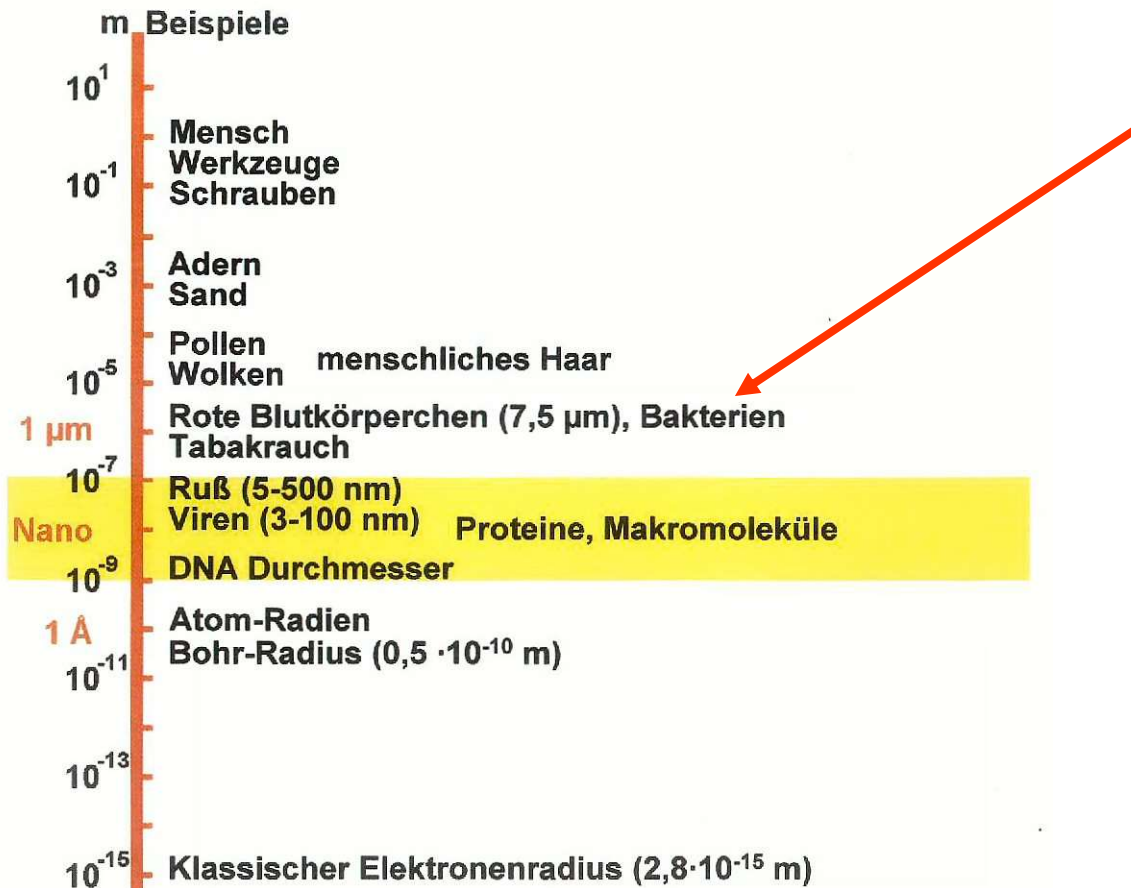 m Beispiele
10^1
Mensch
Werkzeuge
10^-1 Schrauben
Adern
10^-3 Sand
Pollen menschliches Haar
10^-5 Wolken
Rote Blutkörperchen (7,5 µm), Bakterien
1 µm
Tabakrauch
10^-7 Ruß (5-500 nm)
Nano Viren (3-100 nm) Proteine, Makromoleküle
10^-9 DNA Durchmesser
Atom-Radien
1 Å
Bohr-Radius (0,5 ·10^-10 m)
10^-11
10^-13
10^-15 Klassischer Elektronenradius (2,8·10^-15 m)